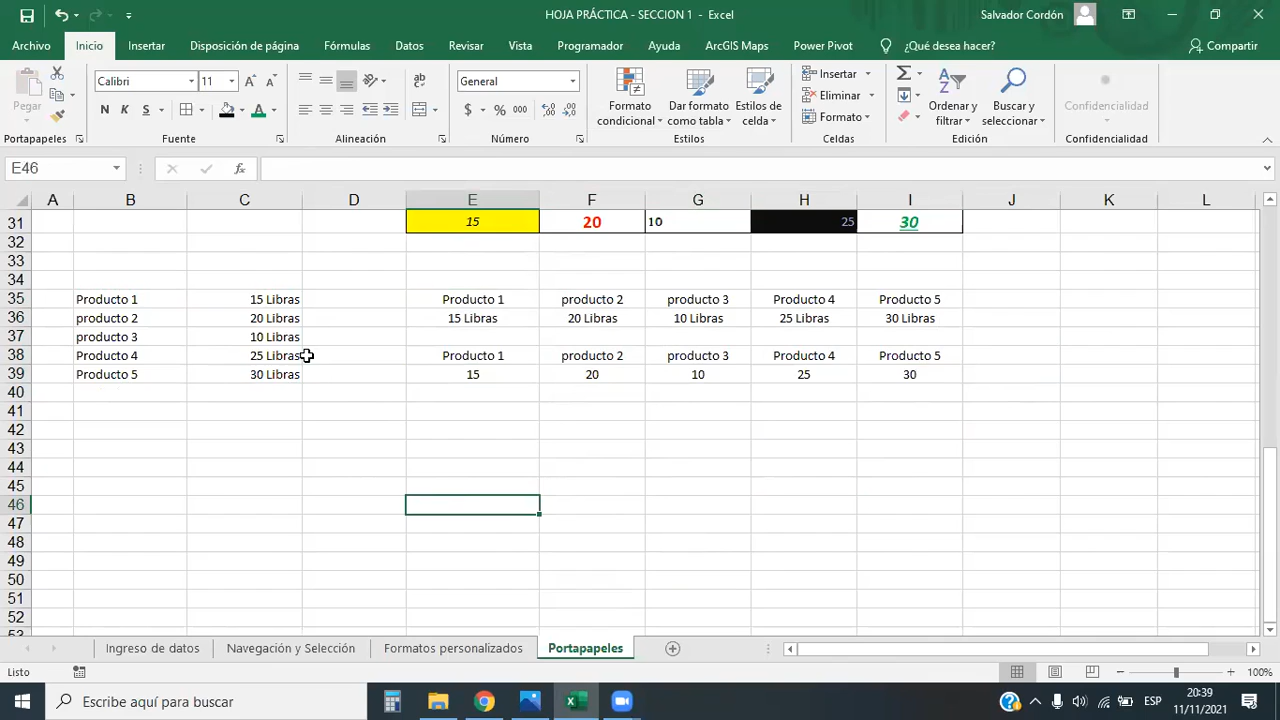 HOJA PRÁCTICA - SECCION 1 - Excel
Salvador Cordón
Archivo Inicio Insertar Disposición de página Fórmulas Datos Revisar Vista Programador Ayuda ArcGIS Maps Power Pivot ¿Qué desea hacer? Compartir
Pegar
Calibri 11
N K S
General
$ % 000
Formato condicional
Dar formato como tabla
Estilos de celda
Insertar
Eliminar
Formato
Ordenar y filtrar
Buscar y seleccionar
Confidencialidad
Portapapeles Fuente Alineación Número Estilos Celdas Edición Confidencialidad
E46 fx
A B C D E F G H I J K L
31 15 20 10 25 30
32
33
34
35 Producto 1 15 Libras Producto 1 producto 2 producto 3 Producto 4 Producto 5
36 producto 2 20 Libras 15 Libras 20 Libras 10 Libras 25 Libras 30 Libras
37 producto 3 10 Libras
38 Producto 4 25 Libras Producto 1 producto 2 producto 3 Producto 4 Producto 5
39 Producto 5 30 Libras 15 20 10 25 30
40
41
42
43
44
45
46
47
48
49
50
51
52
53
Ingreso de datos Navegación y Selección Formatos personalizados Portapapeles
Listo 100%
Escribe aquí para buscar
ESP
20:39
11/11/2021